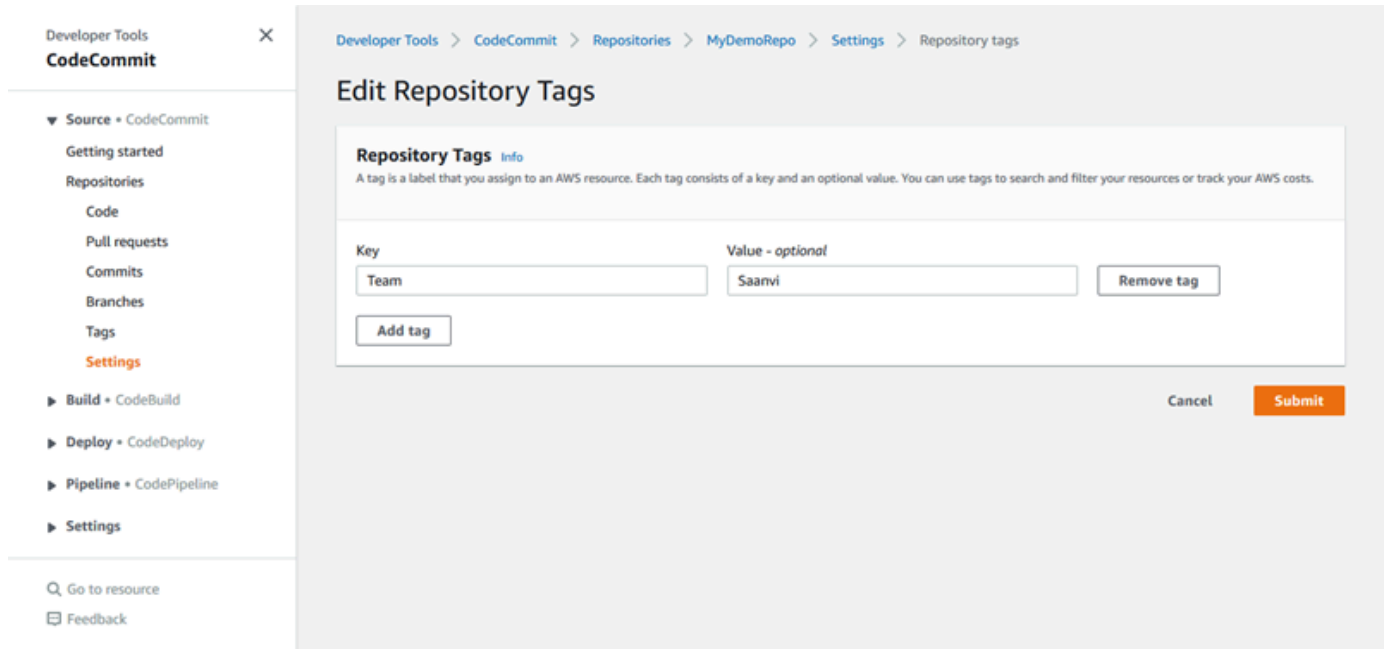 Developer Tools
CodeCommit
Source • CodeCommit
Getting started
Repositories
Code
Pull requests
Commits
Branches
Tags
Settings
Build • CodeBuild
Deploy • CodeDeploy
Pipeline • CodePipeline
Settings
Go to resource
Feedback
Developer Tools > CodeCommit > Repositories > MyDemoRepo > Settings > Repository tags
Edit Repository Tags
Repository Tags Info
A tag is a label that you assign to an AWS resource. Each tag consists of a key and an optional value. You can use tags to search and filter your resources or track your AWS costs.
Key Value - optional
Team Saanvi Remove tag
Add tag
Cancel Submit